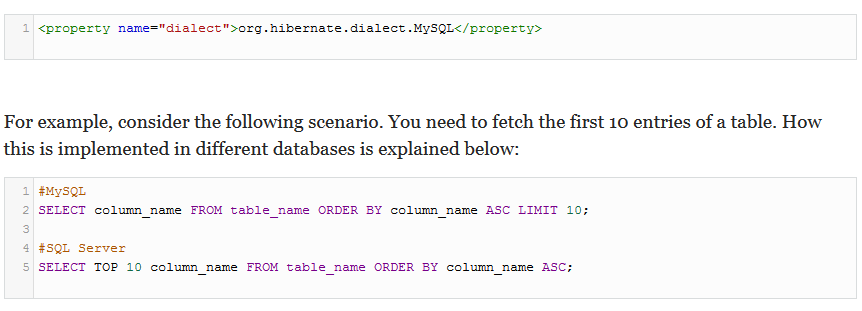 1 <property name="dialect">org.hibernate.dialect.MySQL</property>
For example, consider the following scenario. You need to fetch the first 10 entries of a table. How
this is implemented in different databases is explained below:
1 #MySQL
2 SELECT column_name FROM table_name ORDER BY column_name ASC LIMIT 10;
3
4 #SQL Server
5 SELECT TOP 10 column_name FROM table_name ORDER BY column_name ASC;